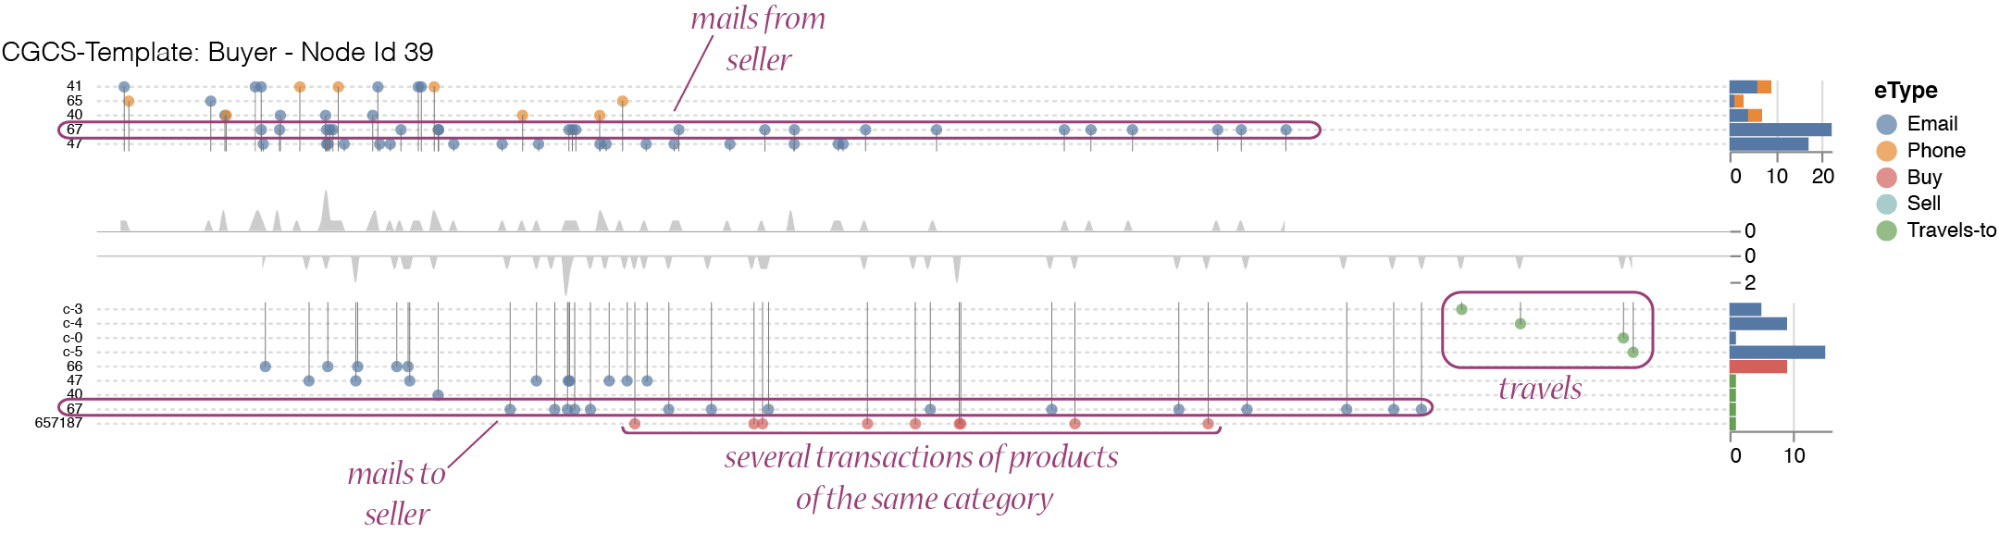 mails from
seller
CGCS-Template: Buyer - Node Id 39
41
65
40
67
47
0 10 20
eType
Email
Phone
Buy
Sell
Travels-to
0
0
2
c-3
c-4
c-0
c-5
66
47
40
67
657187
travels
0 10
mails to
seller
several transactions of products
of the same category